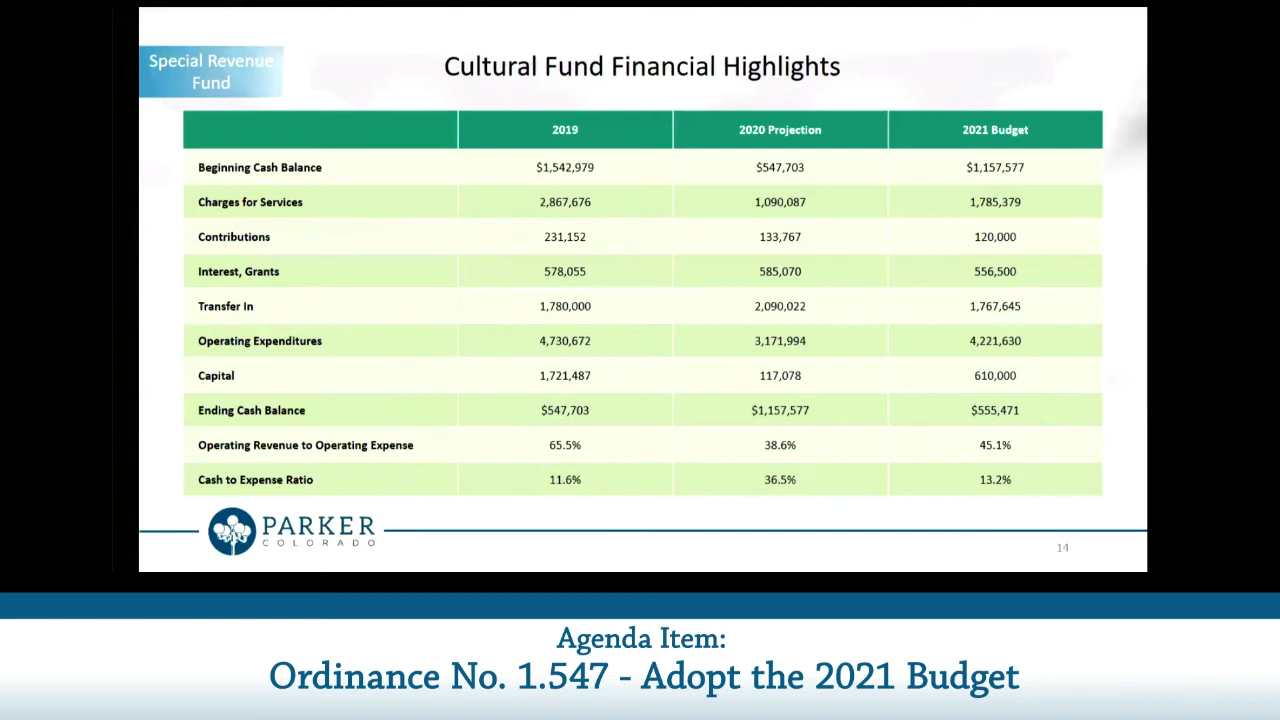 Special Revenue
Fund
Cultural Fund Financial Highlights
2019 2020 Projection 2021 Budget
Beginning Cash Balance $1,542,979 $547,703 $1,157,577
Charges for Services 2,867,676 1,090,087 1,785,379
Contributions 231,152 133,767 120,000
Interest, Grants 578,055 585,070 556,500
Transfer In 1,780,000 2,090,022 1,767,645
Operating Expenditures 4,730,672 3,171,994 4,221,630
Capital 1,721,487 117,078 610,000
Ending Cash Balance $547,703 $1,157,577 $555,471
Operating Revenue to Operating Expense 65.5% 38.6% 45.1%
Cash to Expense Ratio 11.6% 36.5% 13.2%
PARKER
COLORADO
14
Agenda Item:
Ordinance No. 1.547 - Adopt the 2021 Budget